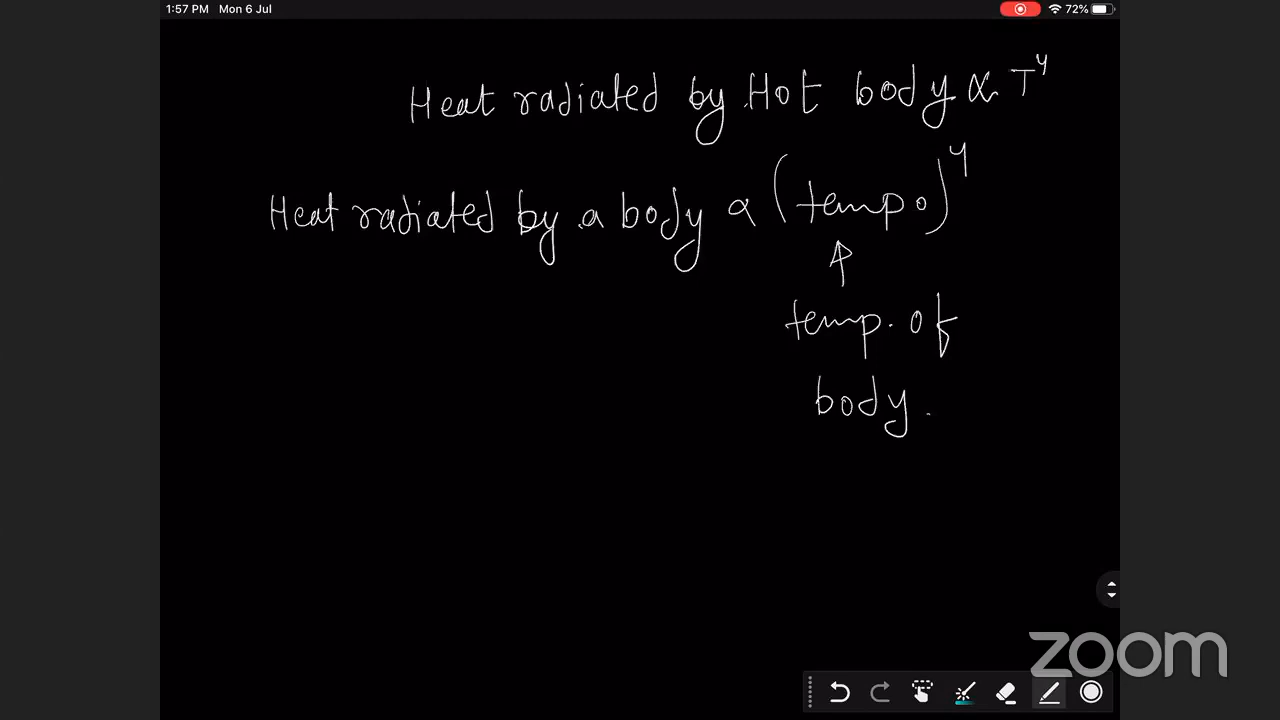 1:57 PM Mon 6 Jul
72%
Heat radiated by Hot body ∝ T⁴
Heat radiated by a body ∝ (temp.)⁴
↑
temp. of
body.
zoom